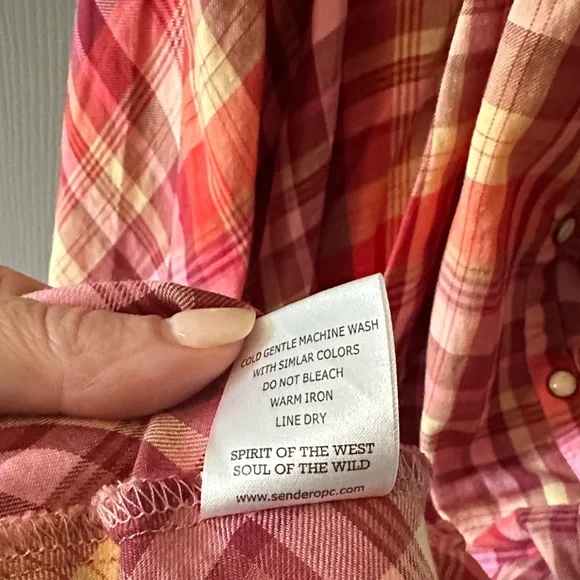 COLD GENTLE MACHINE WASH
WITH SIMLAR COLORS
DO NOT BLEACH
WARM IRON
LINE DRY
SPIRIT OF THE WEST
SOUL OF THE WILD
www.senderopc.com